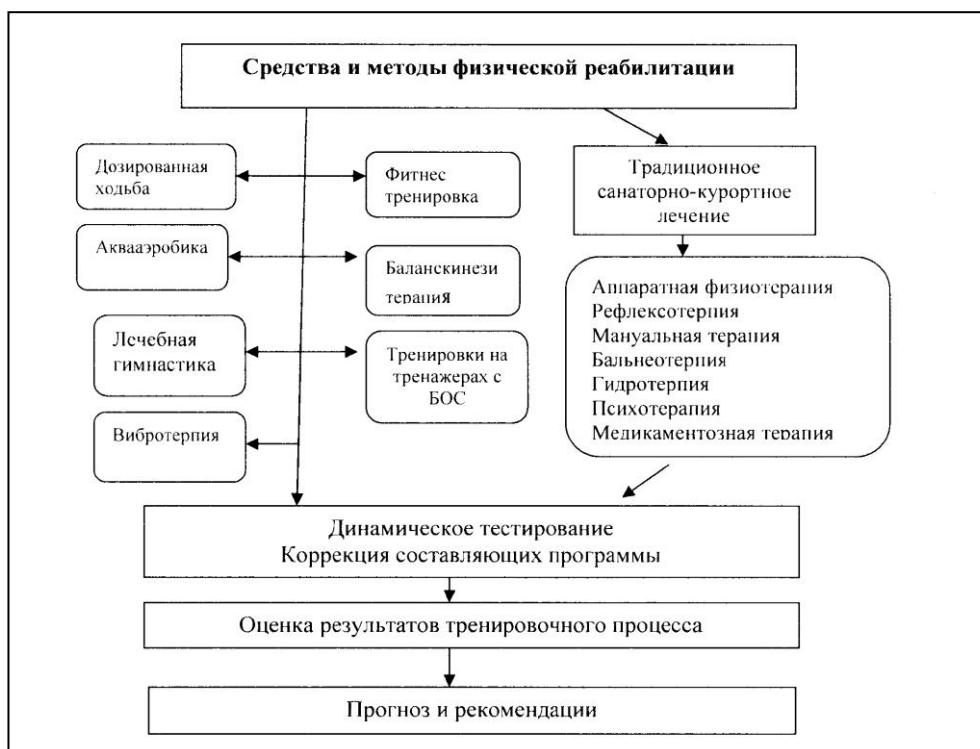 Средства и методы физической реабилитации
Дозированная
ходьба
Фитнес
тренировка
Традиционное
санаторно-курортное
лечение
Аквааэробика
Баланскинези
терапия
Лечебная
гимнастика
Тренировки на
тренажерах с
БОС
Вибротерпия
Аппаратная физиотерапия
Рефлексотерпия
Мануальная терапия
Бальнеотерпия
Гидротерпия
Психотерапия
Медикаментозная терапия
Динамическое тестирование
Коррекция составляющих программы
Оценка результатов тренировочного процесса
Прогноз и рекомендации